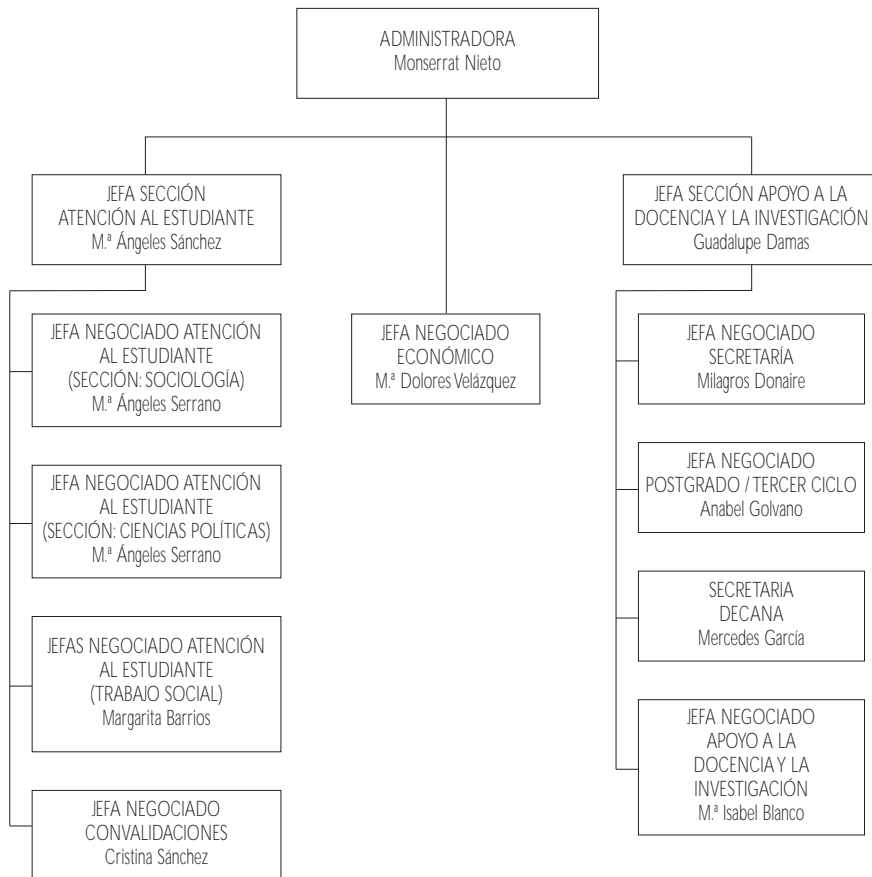 ADMINISTRADORA
Monserrat Nieto
JEFA SECCIÓN
ATENCIÓN AL ESTUDIANTE
M.ª Ángeles Sánchez
JEFA SECCIÓN APOYO A LA
DOCENCIA Y LA INVESTIGACIÓN
Guadalupe Damas
JEFA NEGOCIADO ATENCIÓN
AL ESTUDIANTE
(SECCIÓN: SOCIOLOGÍA)
M.ª Ángeles Serrano
JEFA NEGOCIADO
ECONÓMICO
M.ª Dolores Velázquez
JEFA NEGOCIADO
SECRETARÍA
Milagros Donaire
JEFA NEGOCIADO ATENCIÓN
AL ESTUDIANTE
(SECCIÓN: CIENCIAS POLÍTICAS)
M.ª Ángeles Serrano
JEFA NEGOCIADO
POSTGRADO / TERCER CICLO
Anabel Golvano
JEFAS NEGOCIADO ATENCIÓN
AL ESTUDIANTE
(TRABAJO SOCIAL)
Margarita Barrios
SECRETARIA
DECANA
Mercedes García
JEFA NEGOCIADO
APOYO A LA
DOCENCIA Y LA
INVESTIGACIÓN
M.ª Isabel Blanco
JEFA NEGOCIADO
CONVALIDACIONES
Cristina Sánchez